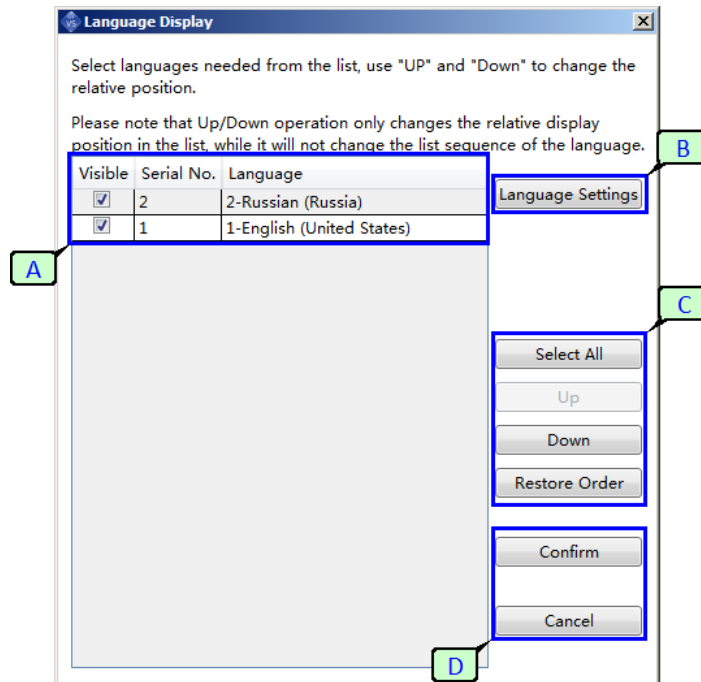 Language Display
Select languages needed from the list, use "UP" and "Down" to change the
relative position.
Please note that Up/Down operation only changes the relative display
position in the list, while it will not change the list sequence of the language.
B
Visible Serial No. Language
Language Settings
2 2-Russian (Russia)
1 1-English (United States)
A
C
Select All
Up
Down
Restore Order
Confirm
Cancel
D